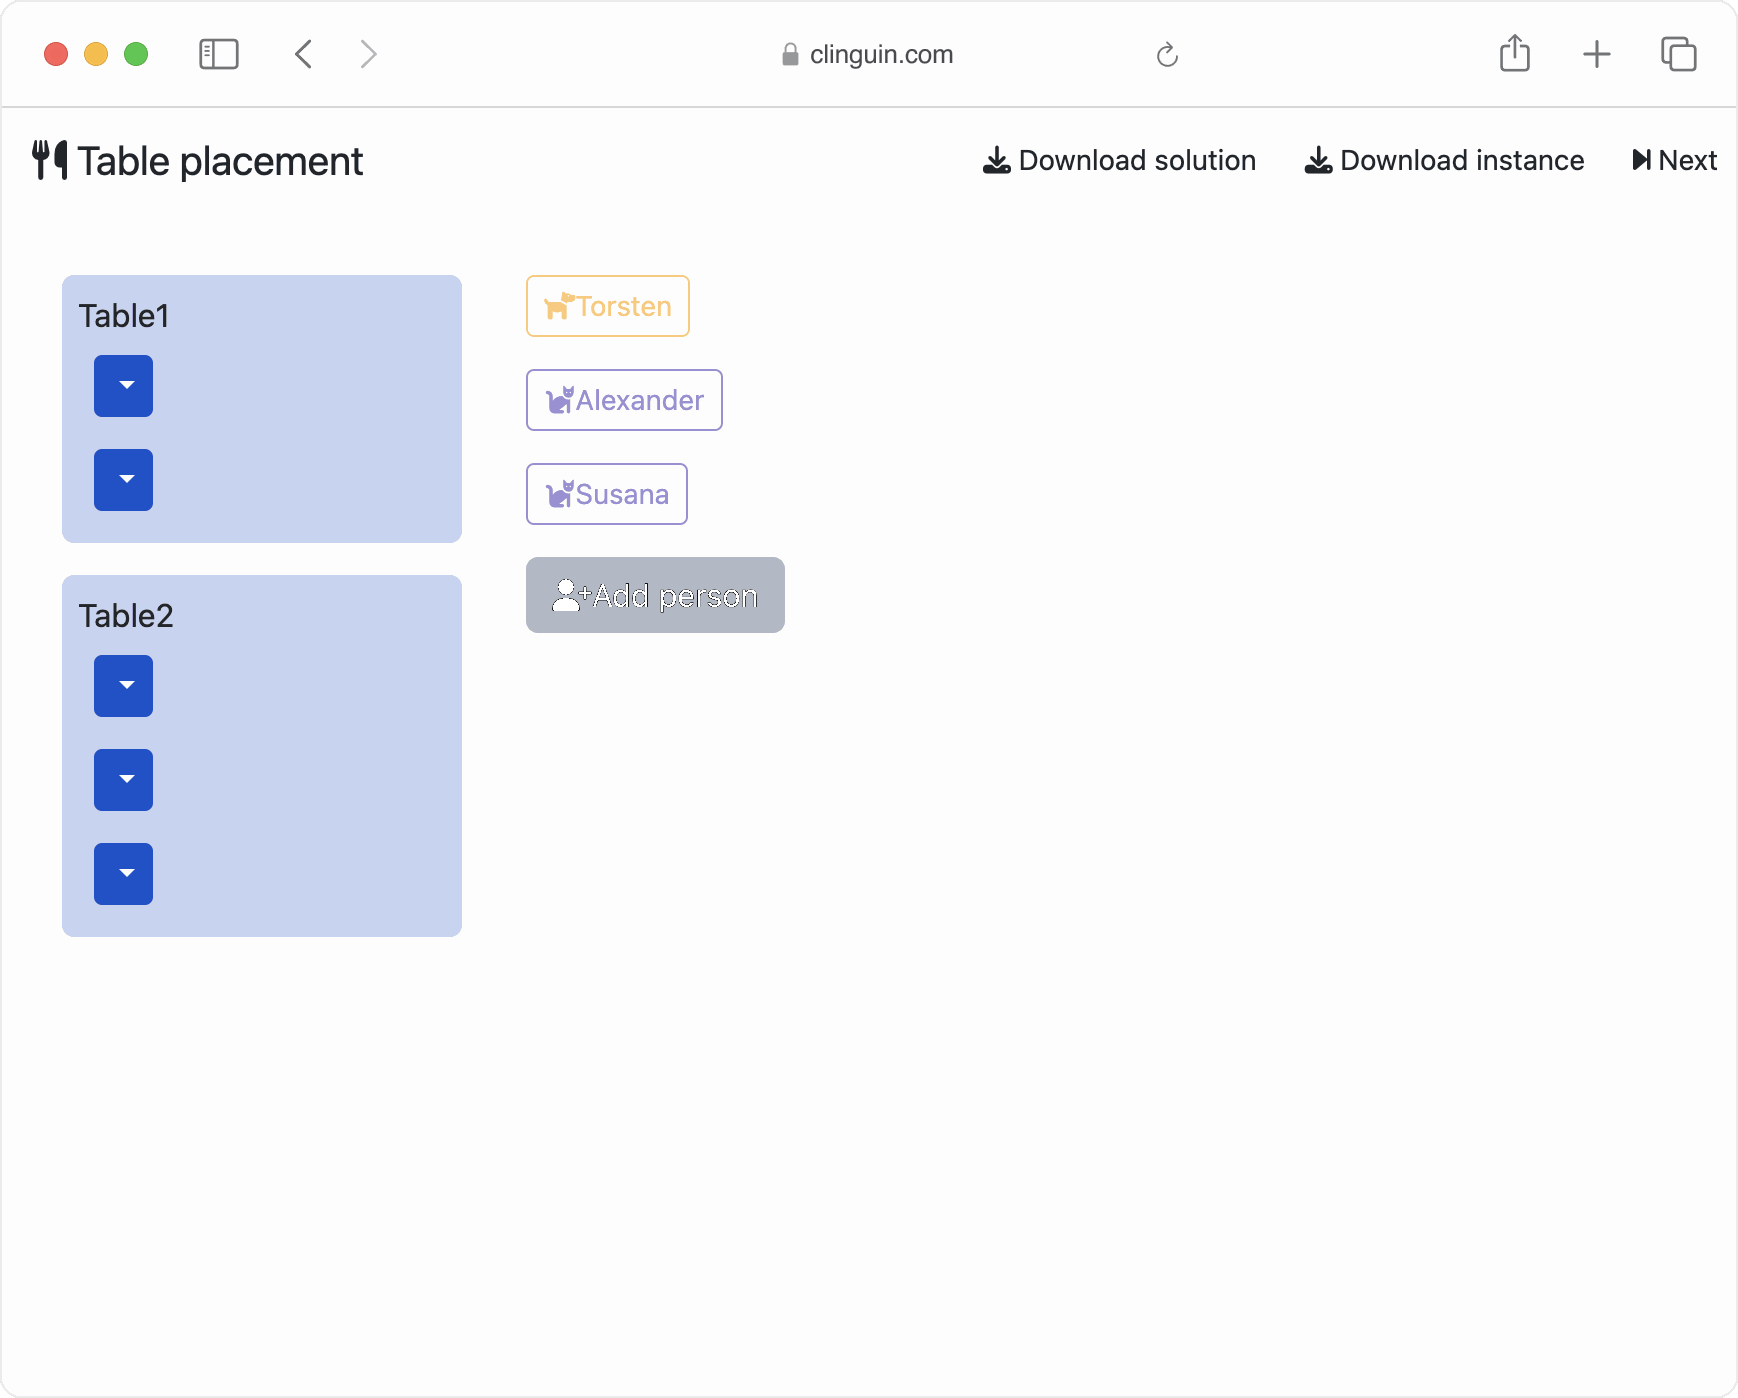 clinguin.com
Table placement
Download solution
Download instance
Next
Table1
Table2
Torsten
Alexander
Susana
Add person